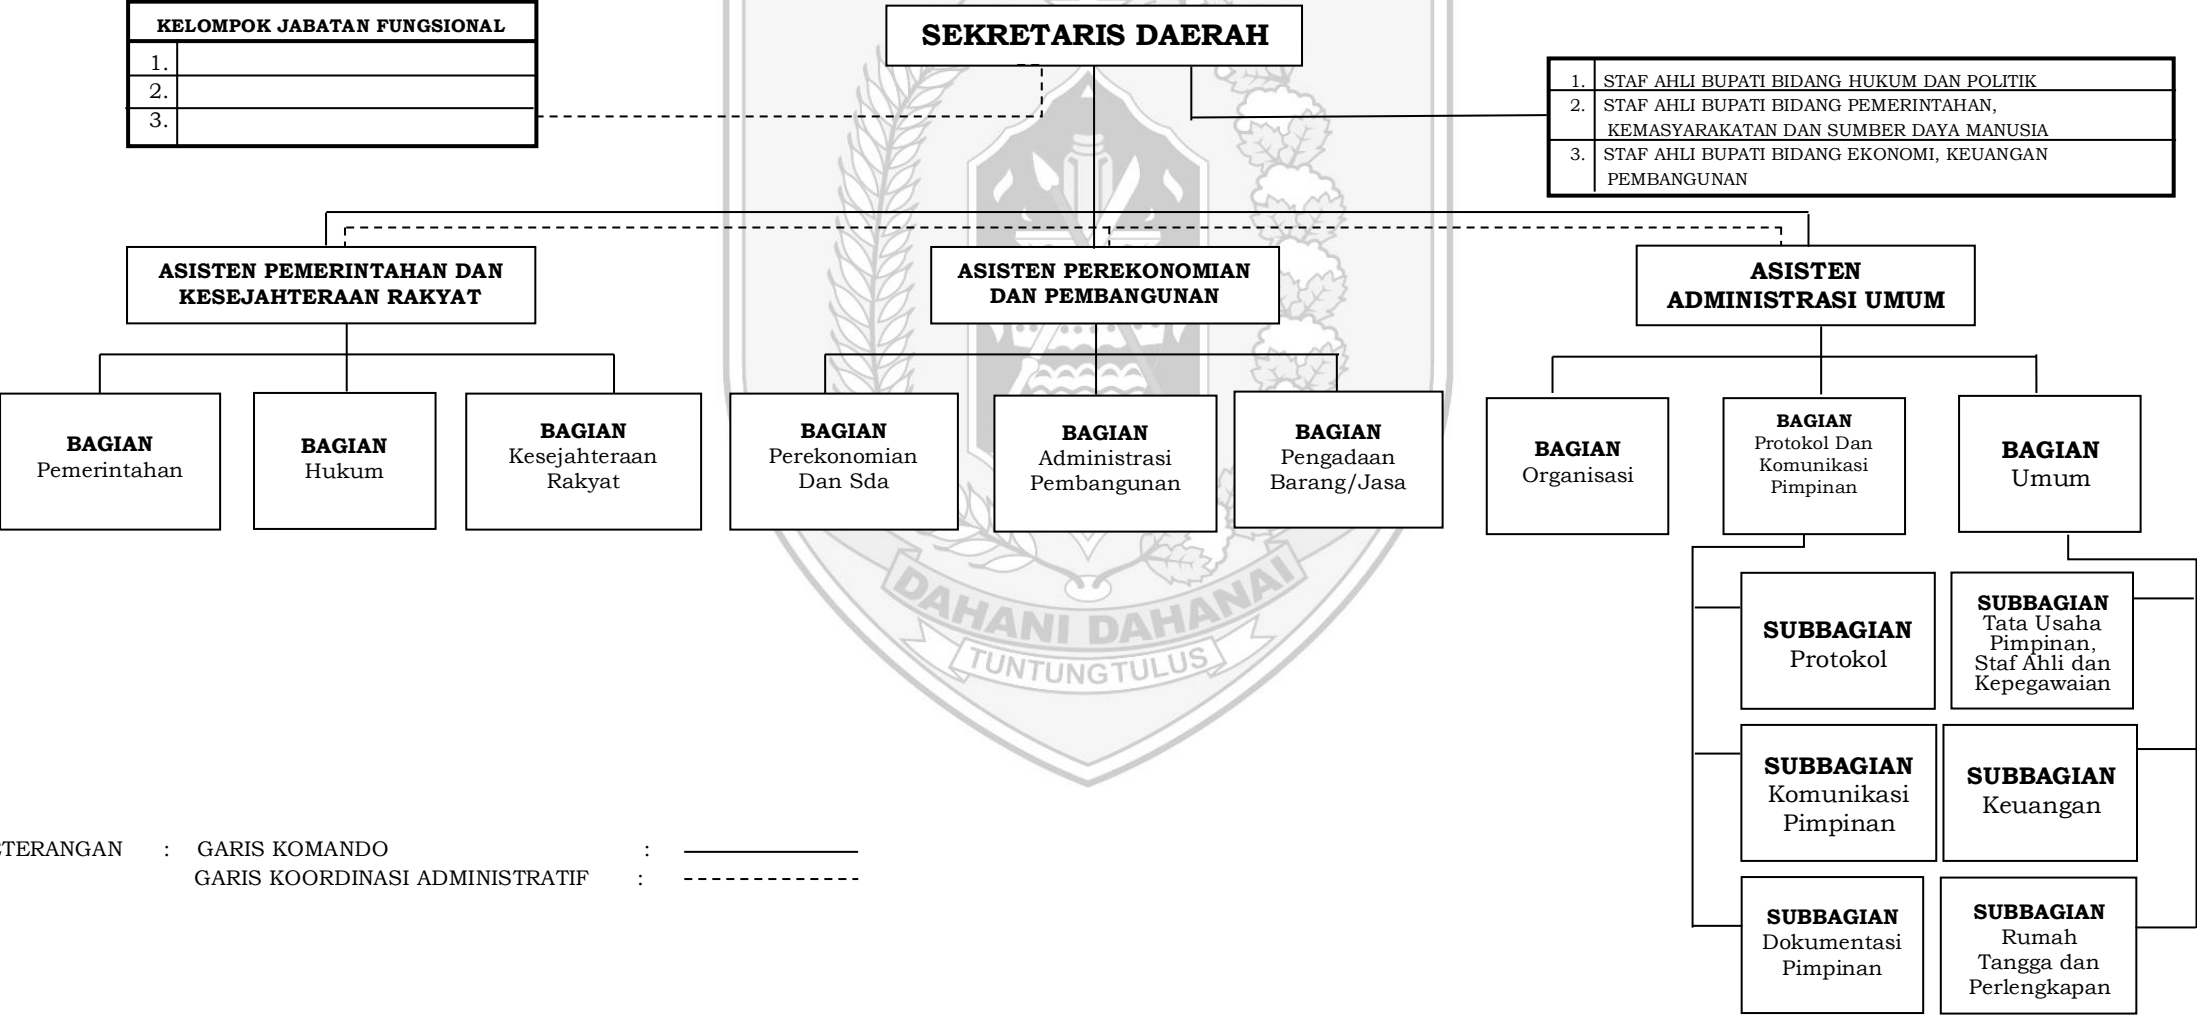 KELOMPOK JABATAN FUNGSIONAL
1.
2.
3.
SEKRETARIS DAERAH
1. STAF AHLI BUPATI BIDANG HUKUM DAN POLITIK
2. STAF AHLI BUPATI BIDANG PEMERINTAHAN,
KEMASYARAKATAN DAN SUMBER DAYA MANUSIA
3. STAF AHLI BUPATI BIDANG EKONOMI, KEUANGAN
PEMBANGUNAN
ASISTEN PEMERINTAHAN DAN
KESEJAHTERAAN RAKYAT
ASISTEN PEREKONOMIAN
DAN PEMBANGUNAN
ASISTEN
ADMINISTRASI UMUM
BAGIAN
Pemerintahan
BAGIAN
Hukum
BAGIAN
Kesejahteraan
Rakyat
BAGIAN
Perekonomian
Dan Sda
BAGIAN
Administrasi
Pembangunan
BAGIAN
Pengadaan
Barang/Jasa
BAGIAN
Organisasi
BAGIAN
Protokol Dan
Komunikasi
Pimpinan
BAGIAN
Umum
DAHANI DAHANAI
TUNTUNG TULUS
SUBBAGIAN
Protokol
SUBBAGIAN
Tata Usaha
Pimpinan,
Staf Ahli dan
Kepegawaian
SUBBAGIAN
Komunikasi
Pimpinan
SUBBAGIAN
Keuangan
SUBBAGIAN
Dokumentasi
Pimpinan
SUBBAGIAN
Rumah
Tangga dan
Perlengkapan
ETERANGAN : GARIS KOMANDO :
GARIS KOORDINASI ADMINISTRATIF :